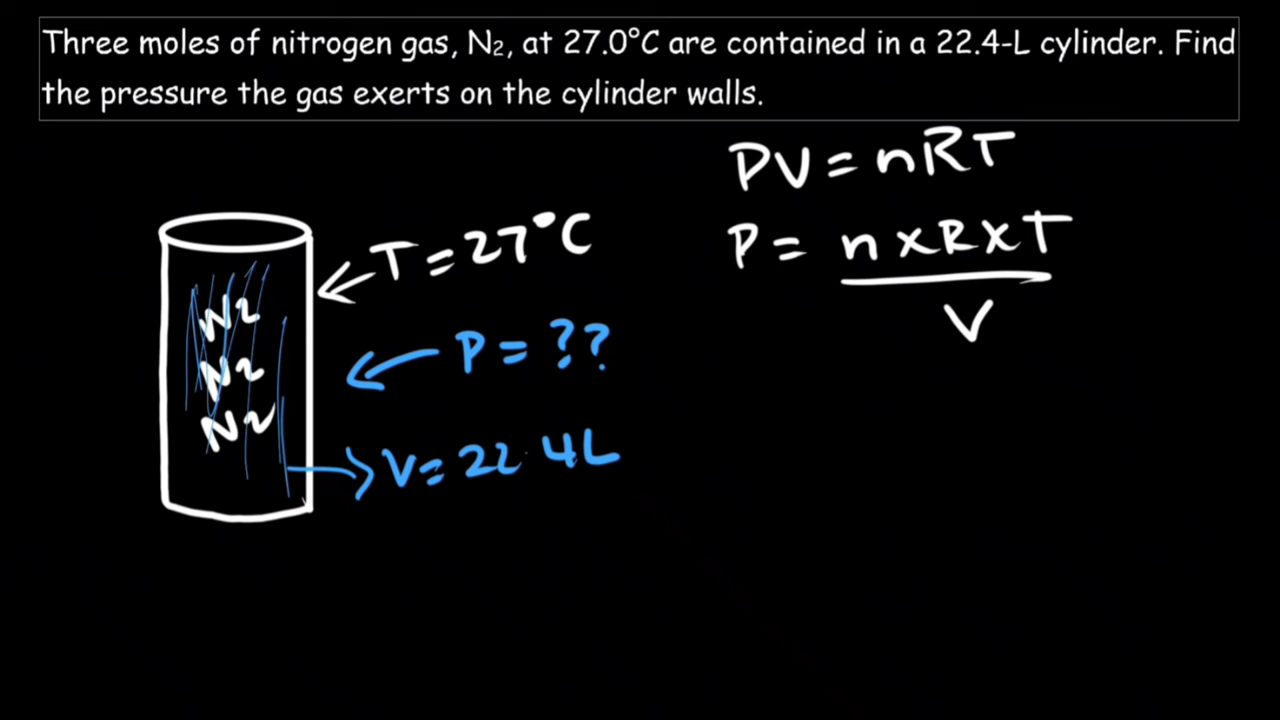 Three moles of nitrogen gas, N₂, at 27.0°C are contained in a 22.4-L cylinder. Find
the pressure the gas exerts on the cylinder walls.
PV = nRT
P = n x R x T
V
T = 27°C
N2
P = ??
N2
N2
V = 22.4L